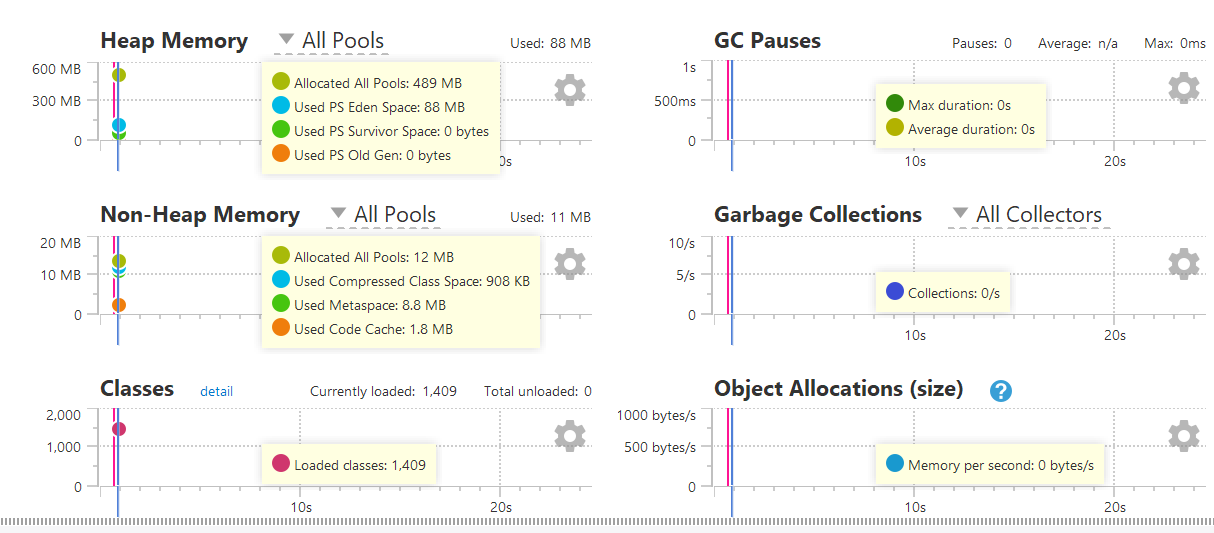 Heap Memory All Pools Used: 88 MB
600 MB
300 MB
0
Allocated All Pools: 489 MB
Used PS Eden Space: 88 MB
Used PS Survivor Space: 0 bytes
Used PS Old Gen: 0 bytes
0s
GC Pauses Pauses: 0 Average: n/a Max: 0ms
1s
500ms
0
Max duration: 0s
Average duration: 0s
10s 20s
Non-Heap Memory All Pools Used: 11 MB
20 MB
10 MB
0
Allocated All Pools: 12 MB
Used Compressed Class Space: 908 KB
Used Metaspace: 8.8 MB
Used Code Cache: 1.8 MB
Garbage Collections All Collectors
10/s
5/s
0
Collections: 0/s
10s 20s
Classes detail Currently loaded: 1,409 Total unloaded: 0
2,000
1,000
0
Loaded classes: 1,409
10s 20s
Object Allocations (size) ?
1000 bytes/s
500 bytes/s
0
Memory per second: 0 bytes/s
10s 20s